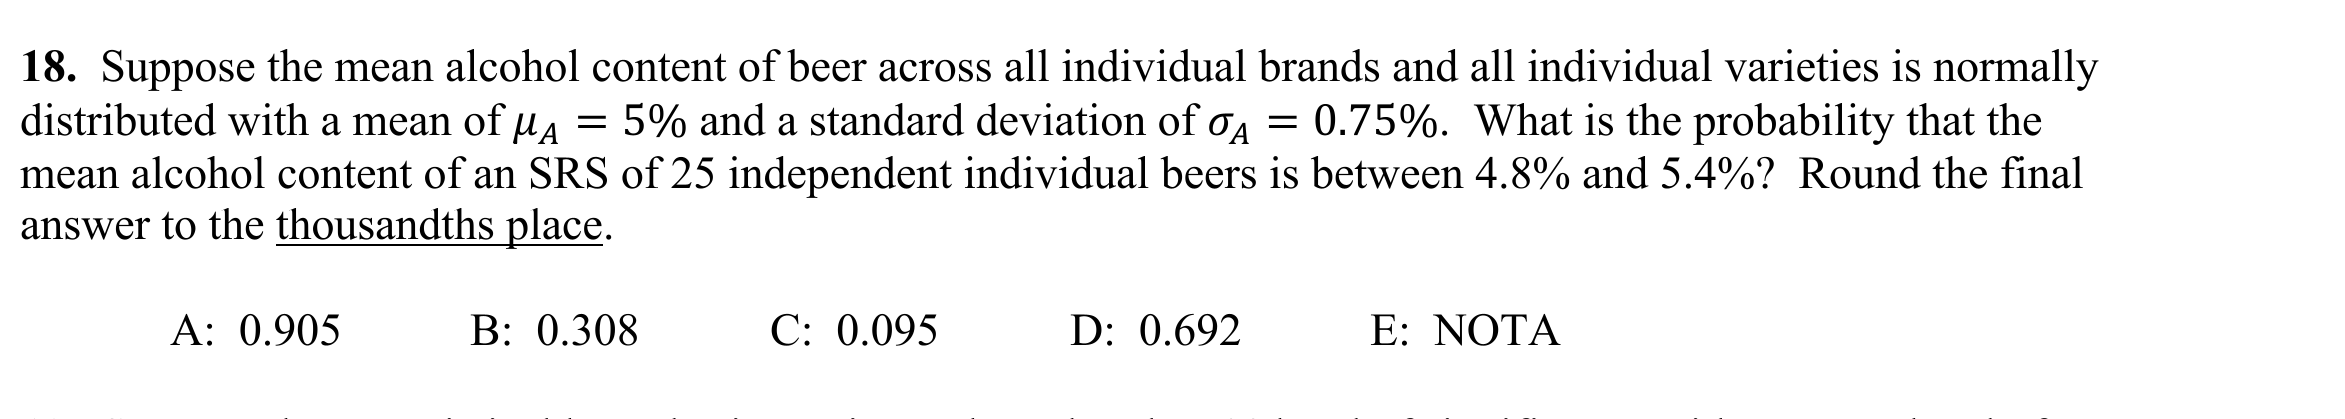 18. Suppose the mean alcohol content of beer across all individual brands and all individual varieties is normally
distributed with a mean of μ_A = 5% and a standard deviation of σ_A = 0.75%. What is the probability that the
mean alcohol content of an SRS of 25 independent individual beers is between 4.8% and 5.4%? Round the final
answer to the thousandths place.
A: 0.905 B: 0.308 C: 0.095 D: 0.692 E: NOTA